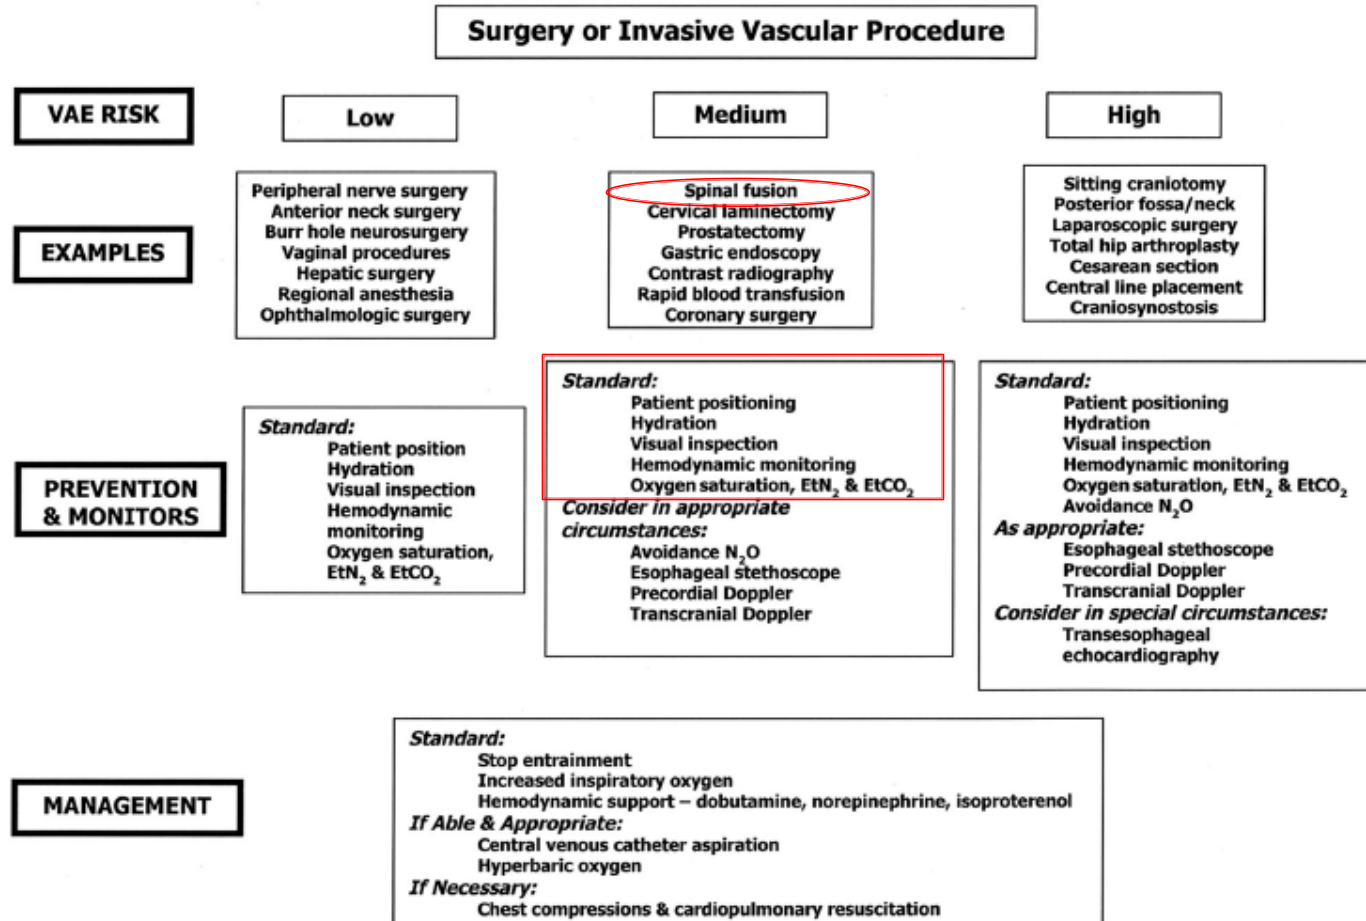 Surgery or Invasive Vascular Procedure
VAE RISK
Low
Medium
High
EXAMPLES
Peripheral nerve surgery
Anterior neck surgery
Burr hole neurosurgery
Vaginal procedures
Hepatic surgery
Regional anesthesia
Ophthalmologic surgery
Spinal fusion
Cervical laminectomy
Prostatectomy
Gastric endoscopy
Contrast radiography
Rapid blood transfusion
Coronary surgery
Sitting craniotomy
Posterior fossa/neck
Laparoscopic surgery
Total hip arthroplasty
Cesarean section
Central line placement
Craniosynostosis
PREVENTION
& MONITORS
Standard:
Patient position
Hydration
Visual inspection
Hemodynamic
monitoring
Oxygen saturation,
EtN₂ & EtCO₂
Standard:
Patient positioning
Hydration
Visual inspection
Hemodynamic monitoring
Oxygen saturation, EtN₂ & EtCO₂
Consider in appropriate
circumstances:
Avoidance N₂O
Esophageal stethoscope
Precordial Doppler
Transcranial Doppler
Standard:
Patient positioning
Hydration
Visual inspection
Hemodynamic monitoring
Oxygen saturation, EtN₂ & EtCO₂
Avoidance N₂O
As appropriate:
Esophageal stethoscope
Precordial Doppler
Transcranial Doppler
Consider in special circumstances:
Transesophageal
echocardiography
MANAGEMENT
Standard:
Stop entrainment
Increased inspiratory oxygen
Hemodynamic support – dobutamine, norepinephrine, isoproterenol
If Able & Appropriate:
Central venous catheter aspiration
Hyperbaric oxygen
If Necessary:
Chest compressions & cardiopulmonary resuscitation